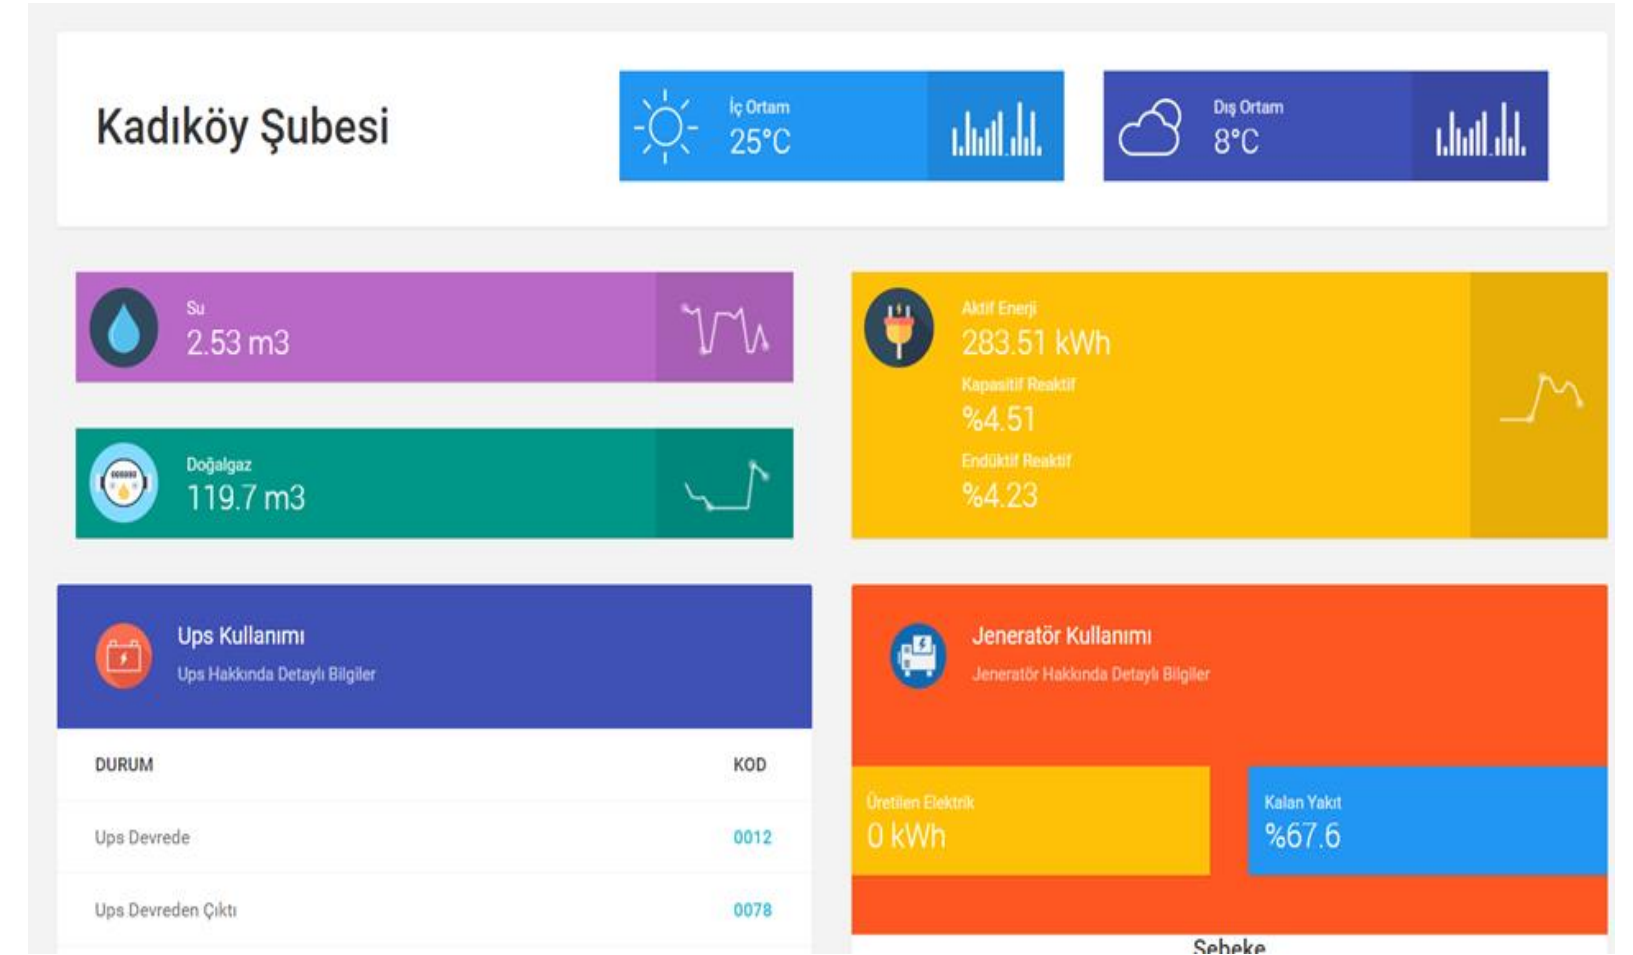 Kadıköy Şubesi
İç Ortam
25°C
Dış Ortam
8°C
Su
2.53 m3
Doğalgaz
119.7 m3
Aktif Enerji
283.51 kWh
Kapasitif Reaktif
%4.51
Endüktif Reaktif
%4.23
Ups Kullanımı
Ups Hakkında Detaylı Bilgiler
DURUM KOD
Ups Devrede 0012
Ups Devreden Çıktı 0078
Jeneratör Kullanımı
Jeneratör Hakkında Detaylı Bilgiler
Üretilen Elektrik
0 kWh
Kalan Yakıt
%67.6
Şebeke